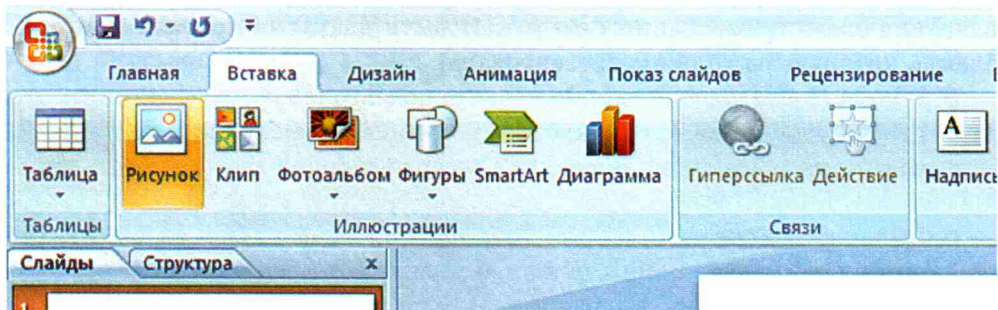 Главная Вставка Дизайн Анимация Показ слайдов Рецензирование
Таблица Рисунок Клип Фотоальбом Фигуры SmartArt Диаграмма Гиперссылка Действие Надпись
Таблицы Иллюстрации Связи
Слайды Структура x
1